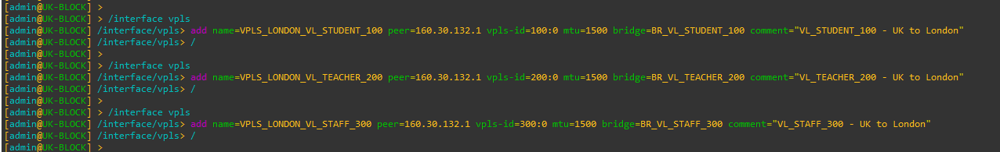 [admin@UK-BLOCK] >
[admin@UK-BLOCK] > /interface vpls
[admin@UK-BLOCK] /interface/vpls> add name=VPLS_LONDON_VL_STUDENT_100 peer=160.30.132.1 vpls-id=100:0 mtu=1500 bridge=BR_VL_STUDENT_100 comment="VL_STUDENT_100 - UK to London"
[admin@UK-BLOCK] /interface/vpls> /
[admin@UK-BLOCK] >
[admin@UK-BLOCK] > /interface vpls
[admin@UK-BLOCK] /interface/vpls> add name=VPLS_LONDON_VL_TEACHER_200 peer=160.30.132.1 vpls-id=200:0 mtu=1500 bridge=BR_VL_TEACHER_200 comment="VL_TEACHER_200 - UK to London"
[admin@UK-BLOCK] /interface/vpls> /
[admin@UK-BLOCK] >
[admin@UK-BLOCK] > /interface vpls
[admin@UK-BLOCK] /interface/vpls> add name=VPLS_LONDON_VL_STAFF_300 peer=160.30.132.1 vpls-id=300:0 mtu=1500 bridge=BR_VL_STAFF_300 comment="VL_STAFF_300 - UK to London"
[admin@UK-BLOCK] /interface/vpls> /
[admin@UK-BLOCK] >